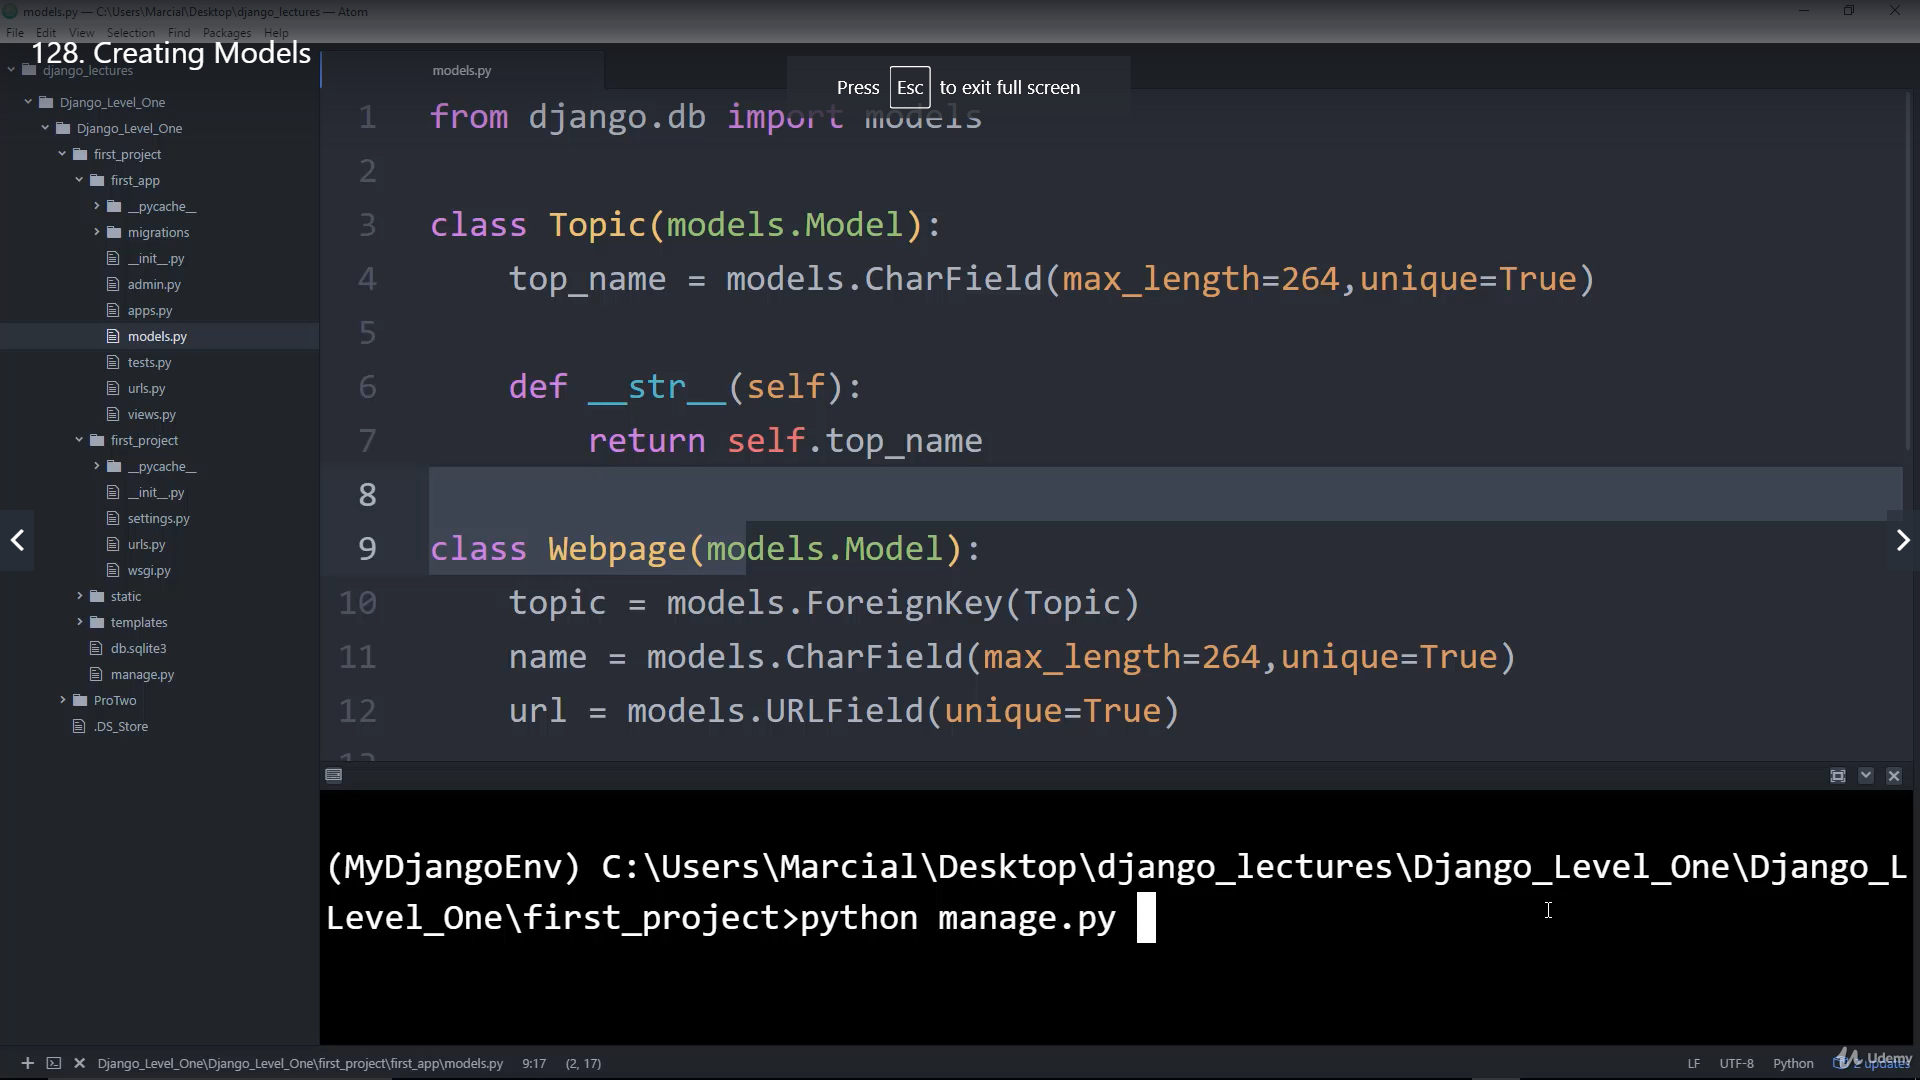 models.py — C:\Users\Marcial\Desktop\django_lectures — Atom
File Edit View Selection Find Packages Help
128. Creating Models
django_lectures
Django_Level_One
Django_Level_One
first_project
first_app
__pycache__
migrations
__init__.py
admin.py
apps.py
models.py
tests.py
urls.py
views.py
first_project
__pycache__
__init__.py
settings.py
urls.py
wsgi.py
static
templates
db.sqlite3
manage.py
ProTwo
.DS_Store
models.py
Press Esc to exit full screen
1 from django.db import models
2
3 class Topic(models.Model):
4 top_name = models.CharField(max_length=264,unique=True)
5
6 def __str__(self):
7 return self.top_name
8
9 class Webpage(models.Model):
10 topic = models.ForeignKey(Topic)
11 name = models.CharField(max_length=264,unique=True)
12 url = models.URLField(unique=True)
(MyDjangoEnv) C:\Users\Marcial\Desktop\django_lectures\Django_Level_One\Django_L
Level_One\first_project>python manage.py
Django_Level_One\Django_Level_One\first_project\first_app\models.py 9:17 (2, 17)
LF UTF-8 Python 2 updates
Udemy